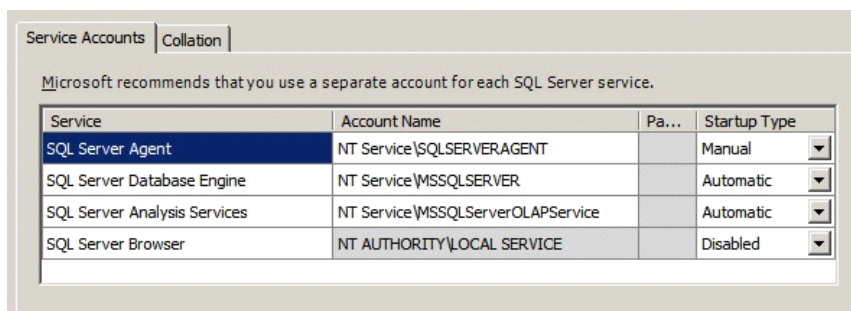 Service Accounts Collation
Microsoft recommends that you use a separate account for each SQL Server service.
Service Account Name Pa... Startup Type
SQL Server Agent NT Service\SQLSERVERAGENT Manual
SQL Server Database Engine NT Service\MSSQLSERVER Automatic
SQL Server Analysis Services NT Service\MSSQLServerOLAPService Automatic
SQL Server Browser NT AUTHORITY\LOCAL SERVICE Disabled